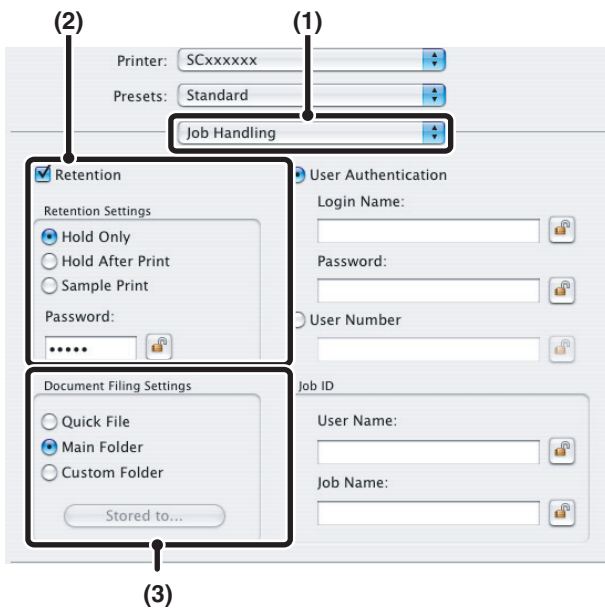 (2)
(1)
Printer: SCxxxxxx
Presets: Standard
Job Handling
Retention
Retention Settings
Hold Only
Hold After Print
Sample Print
Password:
•••••
Document Filing Settings
Quick File
Main Folder
Custom Folder
Stored to...
User Authentication
Login Name:
Password:
User Number
Job ID
User Name:
Job Name:
(3)